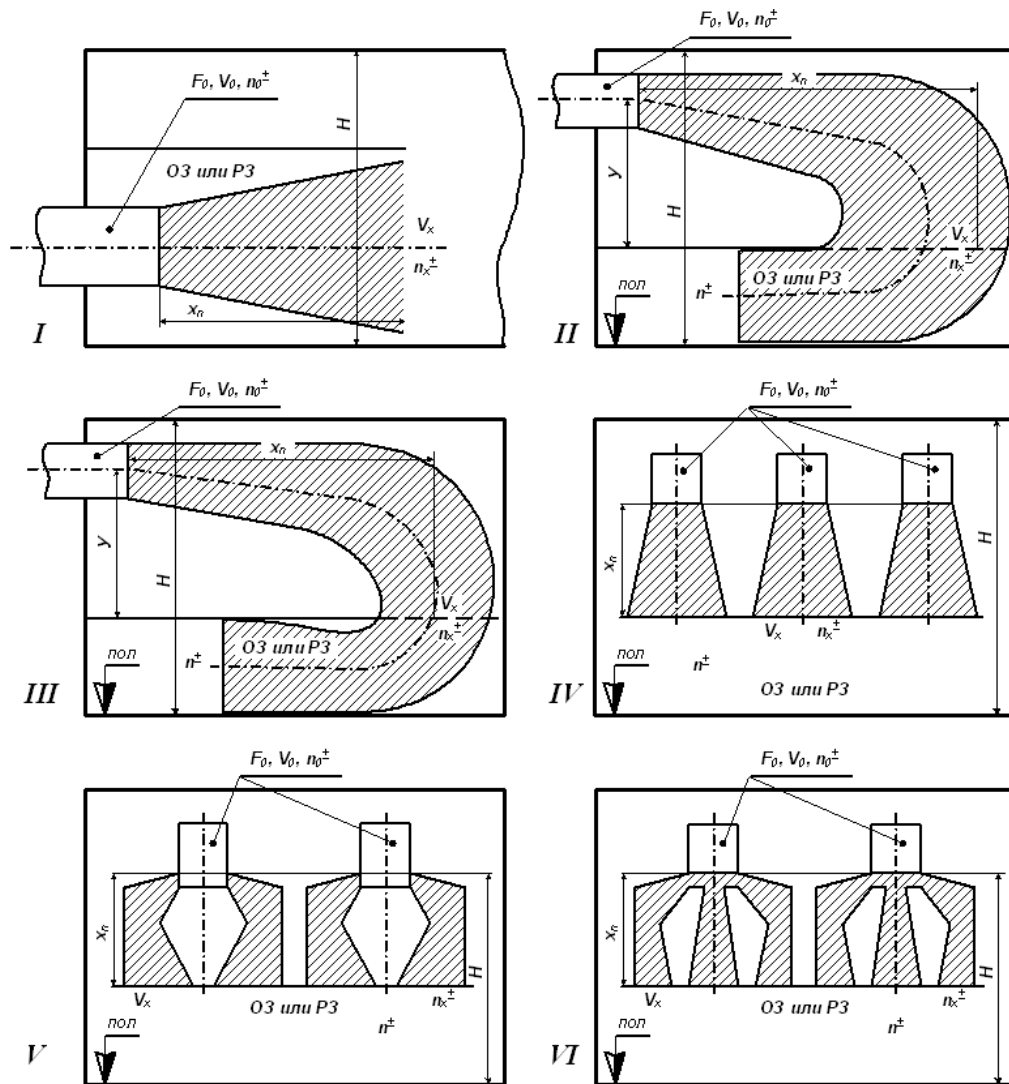 F₀, V₀, n₀±
H
ОЗ или РЗ
Vₓ
nₓ±
xₙ
I
F₀, V₀, n₀±
xₙ
y
H
Vₓ
nₓ±
ОЗ или РЗ
n±
пол
II
F₀, V₀, n₀±
xₙ
y
H
Vₓ
nₓ±
ОЗ или РЗ
n±
пол
III
F₀, V₀, n₀±
H
xₙ
Vₓ nₓ±
пол
n±
ОЗ или РЗ
IV
F₀, V₀, n₀±
xₙ
H
Vₓ nₓ±
ОЗ или РЗ
n±
пол
V
F₀, V₀, n₀±
xₙ
H
Vₓ nₓ±
ОЗ или РЗ
n±
пол
VI